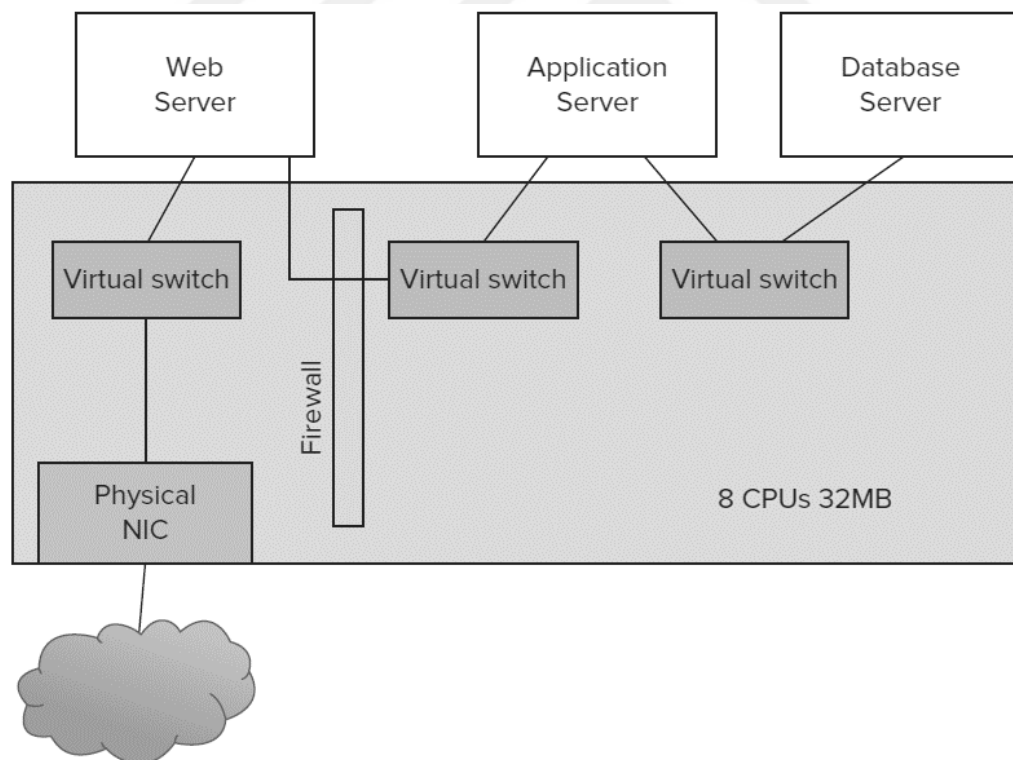 Web
Server
Application
Server
Database
Server
Virtual switch
Virtual switch
Virtual switch
Firewall
Physical
NIC
8 CPUs 32MB